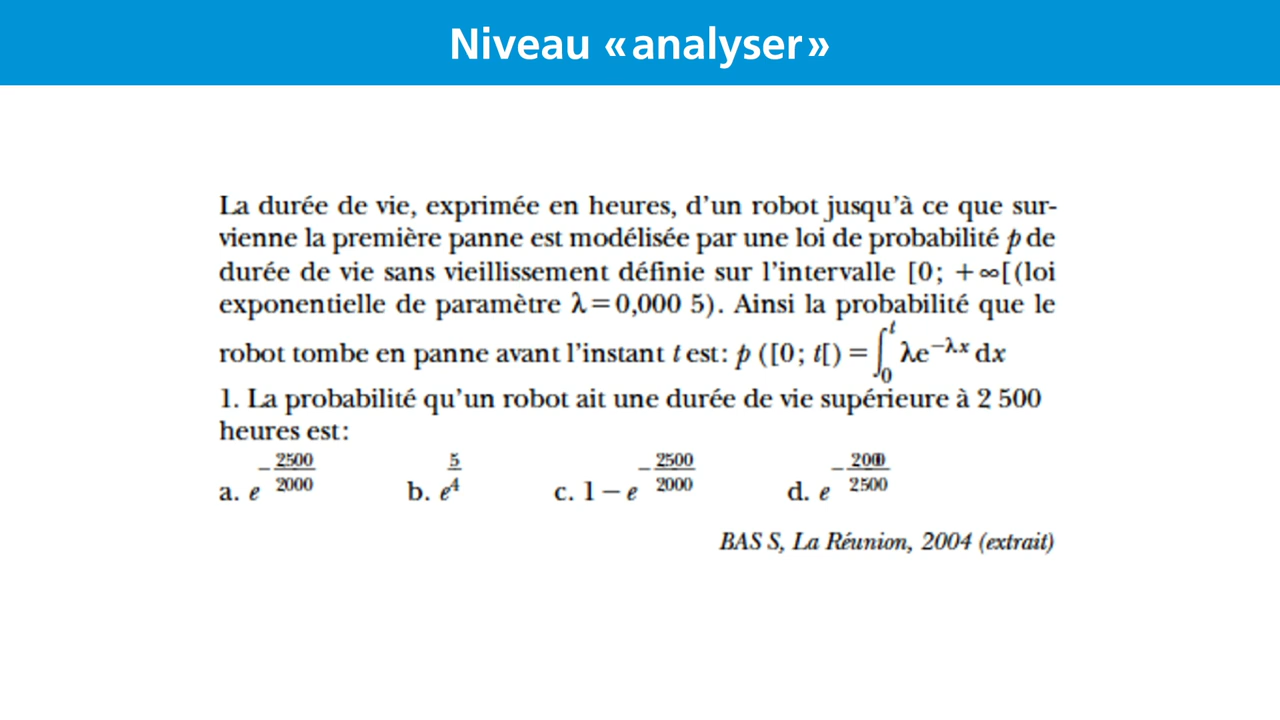 Niveau «analyser»
La durée de vie, exprimée en heures, d'un robot jusqu'à ce que sur-
vienne la première panne est modélisée par une loi de probabilité p de
durée de vie sans vieillissement définie sur l'intervalle [0; +∞[(loi
exponentielle de paramètre λ=0,000 5). Ainsi la probabilité que le
robot tombe en panne avant l'instant t est: p ([0; t[) = ∫₀ᵗ λe^{−λx} dx
1. La probabilité qu'un robot ait une durée de vie supérieure à 2 500
heures est:
a. e^{−2500/2000} b. e^{5/4} c. 1 − e^{−2500/2000} d. e^{−2000/2500}
BAS S, La Réunion, 2004 (extrait)